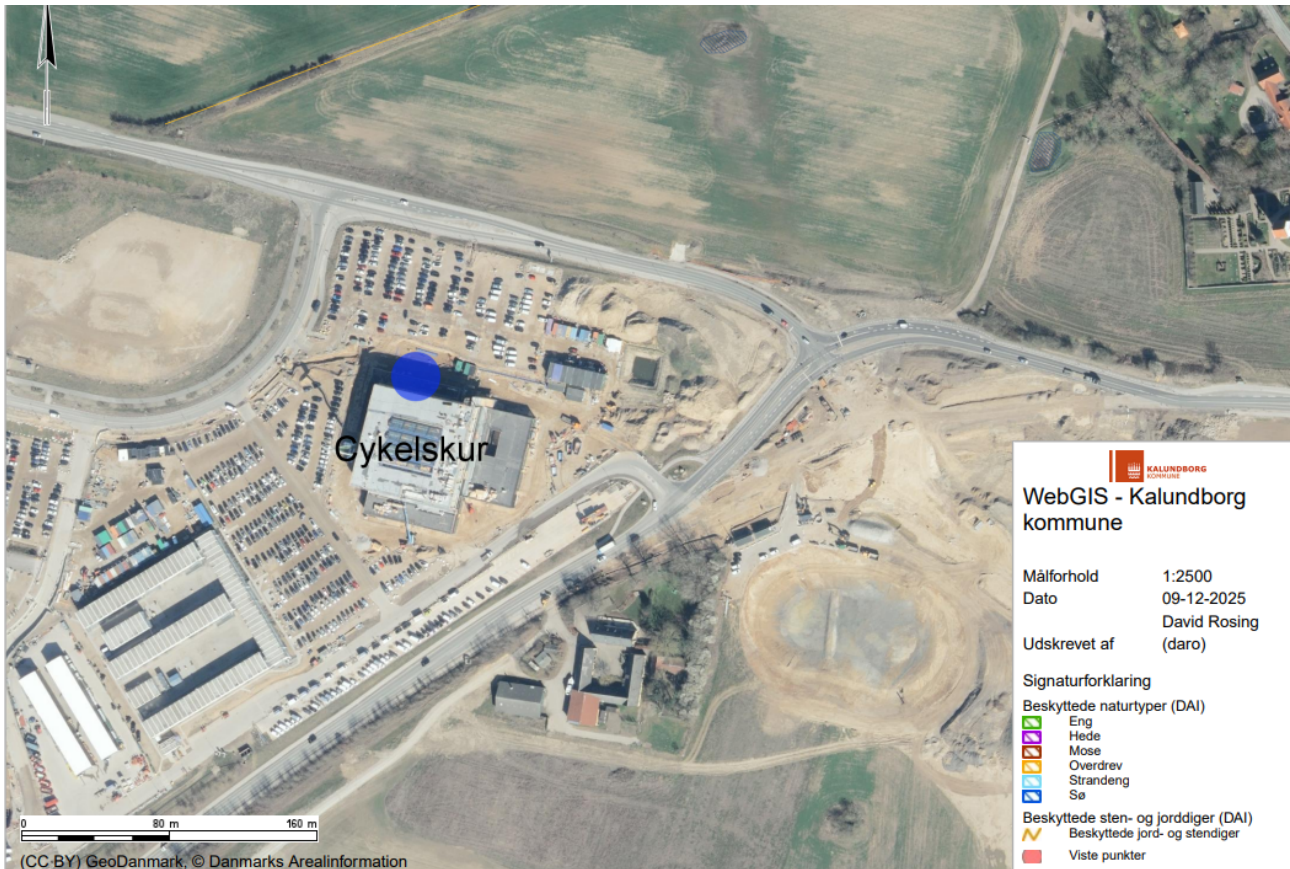 Cykelskur
KALUNDBORG
KOMMUNE
WebGIS - Kalundborg
kommune
Målforhold 1:2500
Dato 09-12-2025
David Rosing
Udskrevet af (daro)
Signaturforklaring
Beskyttede naturtyper (DAI)
Eng
Hede
Mose
Overdrev
Strandeng
Sø
Beskyttede sten- og jorddiger (DAI)
Beskyttede jord- og stendiger
Viste punkter
0 80 m 160 m
(CC-BY) GeoDanmark, © Danmarks Arealinformation